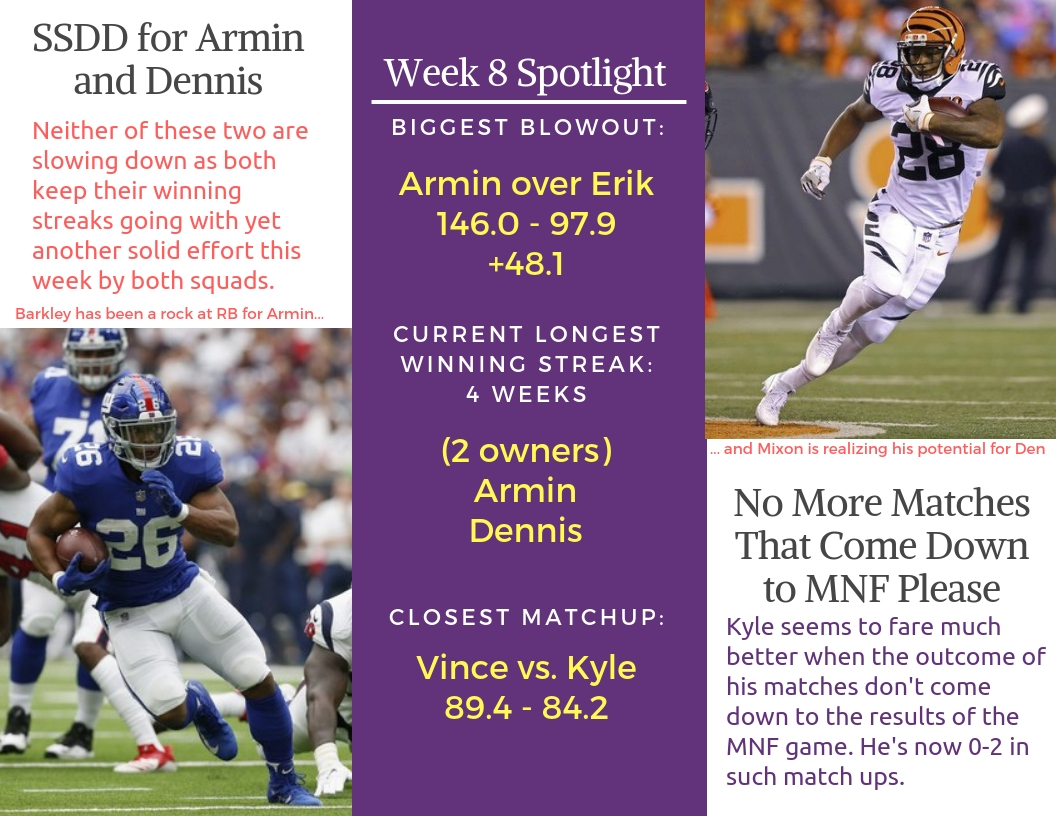 SSDD for Armin
and Dennis
Neither of these two are
slowing down as both
keep their winning
streaks going with yet
another solid effort this
week by both squads.
Barkley has been a rock at RB for Armin...
26
26
Week 8 Spotlight
BIGGEST BLOWOUT:
Armin over Erik
146.0 - 97.9
+48.1
CURRENT LONGEST
WINNING STREAK:
4 WEEKS
(2 owners)
Armin
Dennis
CLOSEST MATCHUP:
Vince vs. Kyle
89.4 - 84.2
28
28
... and Mixon is realizing his potential for Den
No More Matches
That Come Down
to MNF Please
Kyle seems to fare much
better when the outcome of
his matches don't come
down to the results of the
MNF game. He's now 0-2 in
such match ups.